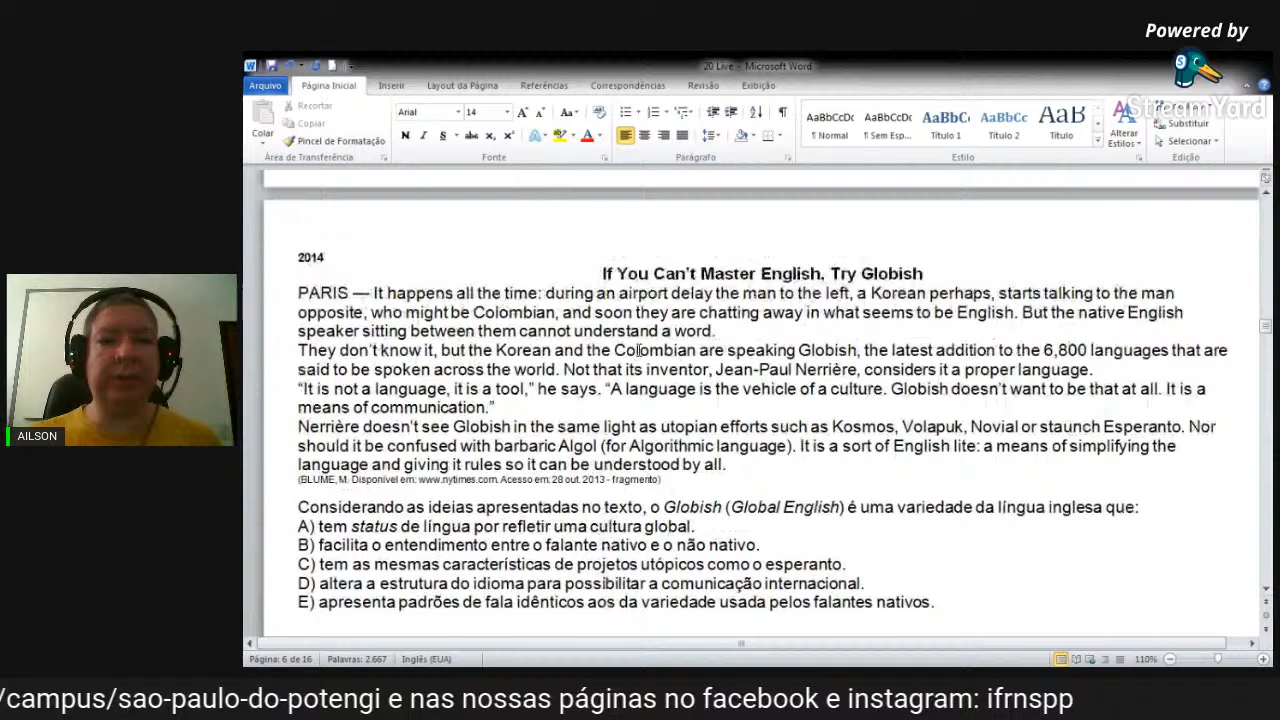 Powered by
StreamYard
20 Live - Microsoft Word
Arquivo Página Inicial Inserir Layout da Página Referências Correspondências Revisão Exibição
Recortar
Copiar
Pincel de Formatação
Colar
Área de Transferência
Arial 14
Fonte
Parágrafo
AaBbCcDc AaBbCcDc AaBbC AaBbCc AaB
¶ Normal ¶ Sem Esp... Título 1 Título 2 Título
Alterar Estilos
Estilo
Substituir
Selecionar
Edição
2014
If You Can't Master English, Try Globish
PARIS — It happens all the time: during an airport delay the man to the left, a Korean perhaps, starts talking to the man
opposite, who might be Colombian, and soon they are chatting away in what seems to be English. But the native English
speaker sitting between them cannot understand a word.
They don't know it, but the Korean and the Colombian are speaking Globish, the latest addition to the 6,800 languages that are
said to be spoken across the world. Not that its inventor, Jean-Paul Nerrière, considers it a proper language.
“It is not a language, it is a tool,” he says. “A language is the vehicle of a culture. Globish doesn't want to be that at all. It is a
means of communication.”
Nerrière doesn't see Globish in the same light as utopian efforts such as Kosmos, Volapuk, Novial or staunch Esperanto. Nor
should it be confused with barbaric Algol (for Algorithmic language). It is a sort of English lite: a means of simplifying the
language and giving it rules so it can be understood by all.
(BLUME, M. Disponível em: www.nytimes.com. Acesso em: 28 out. 2013 - fragmento)
Considerando as ideias apresentadas no texto, o Globish (Global English) é uma variedade da língua inglesa que:
A) tem status de língua por refletir uma cultura global.
B) facilita o entendimento entre o falante nativo e o não nativo.
C) tem as mesmas características de projetos utópicos como o esperanto.
D) altera a estrutura do idioma para possibilitar a comunicação internacional.
E) apresenta padrões de fala idênticos aos da variedade usada pelos falantes nativos.
AILSON
Página: 6 de 16 Palavras: 2.667 Inglês (EUA) 110%
/campus/sao-paulo-do-potengi e nas nossas páginas no facebook e instagram: ifrnspp